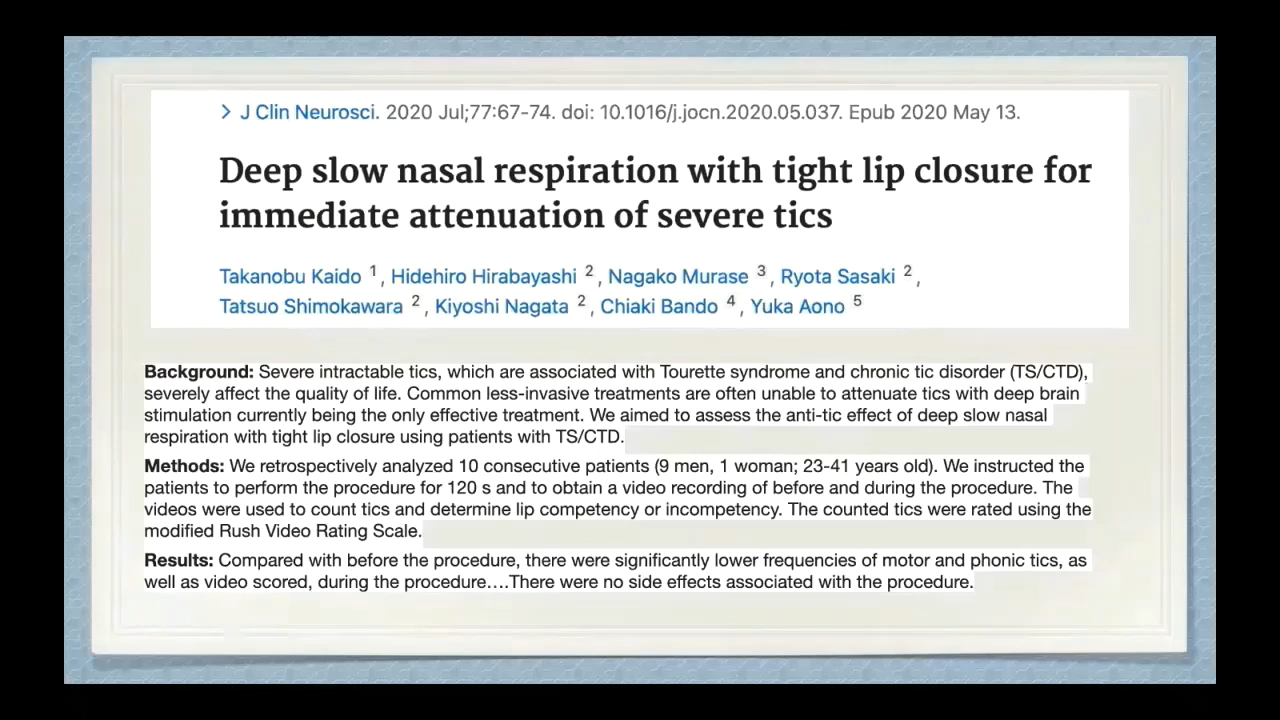 > J Clin Neurosci. 2020 Jul;77:67-74. doi: 10.1016/j.jocn.2020.05.037. Epub 2020 May 13.
Deep slow nasal respiration with tight lip closure for
immediate attenuation of severe tics
Takanobu Kaido 1, Hidehiro Hirabayashi 2, Nagako Murase 3, Ryota Sasaki 2,
Tatsuo Shimokawara 2, Kiyoshi Nagata 2, Chiaki Bando 4, Yuka Aono 5
Background: Severe intractable tics, which are associated with Tourette syndrome and chronic tic disorder (TS/CTD),
severely affect the quality of life. Common less-invasive treatments are often unable to attenuate tics with deep brain
stimulation currently being the only effective treatment. We aimed to assess the anti-tic effect of deep slow nasal
respiration with tight lip closure using patients with TS/CTD.
Methods: We retrospectively analyzed 10 consecutive patients (9 men, 1 woman; 23-41 years old). We instructed the
patients to perform the procedure for 120 s and to obtain a video recording of before and during the procedure. The
videos were used to count tics and determine lip competency or incompetency. The counted tics were rated using the
modified Rush Video Rating Scale.
Results: Compared with before the procedure, there were significantly lower frequencies of motor and phonic tics, as
well as video scored, during the procedure....There were no side effects associated with the procedure.